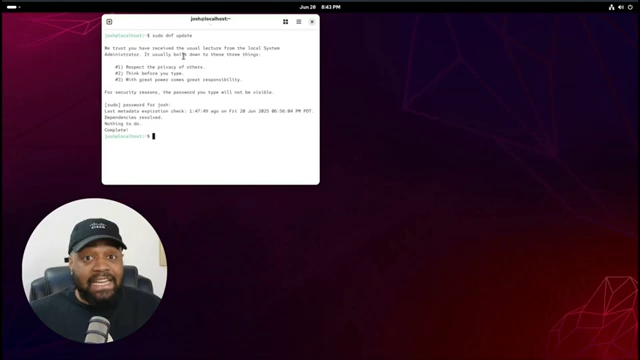 Jun 28 8:43 PM
josh@localhost:~
josh@localhost:~$ sudo dnf update
We trust you have received the usual lecture from the local System
Administrator. It usually boils down to these three things:
#1) Respect the privacy of others.
#2) Think before you type.
#3) With great power comes great responsibility.
For security reasons, the password you type will not be visible.
[sudo] password for josh:
Last metadata expiration check: 1:47:49 ago on Fri 20 Jun 2025 06:56:04 PM PDT.
Dependencies resolved.
Nothing to do.
Complete!
josh@localhost:~$
CISCO